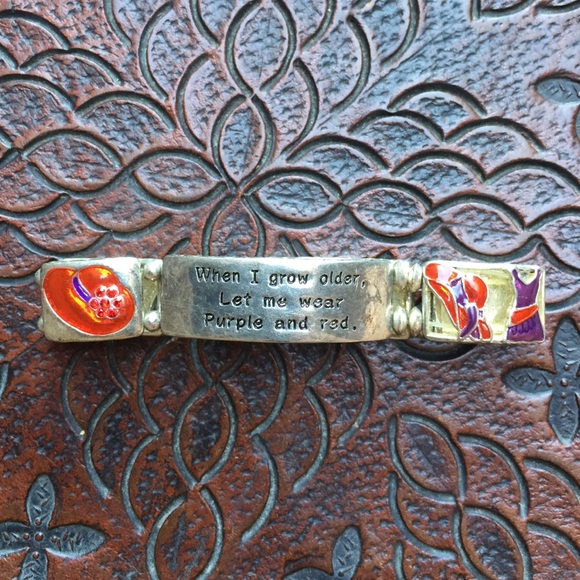 When I grow older,
Let me wear
Purple and red.